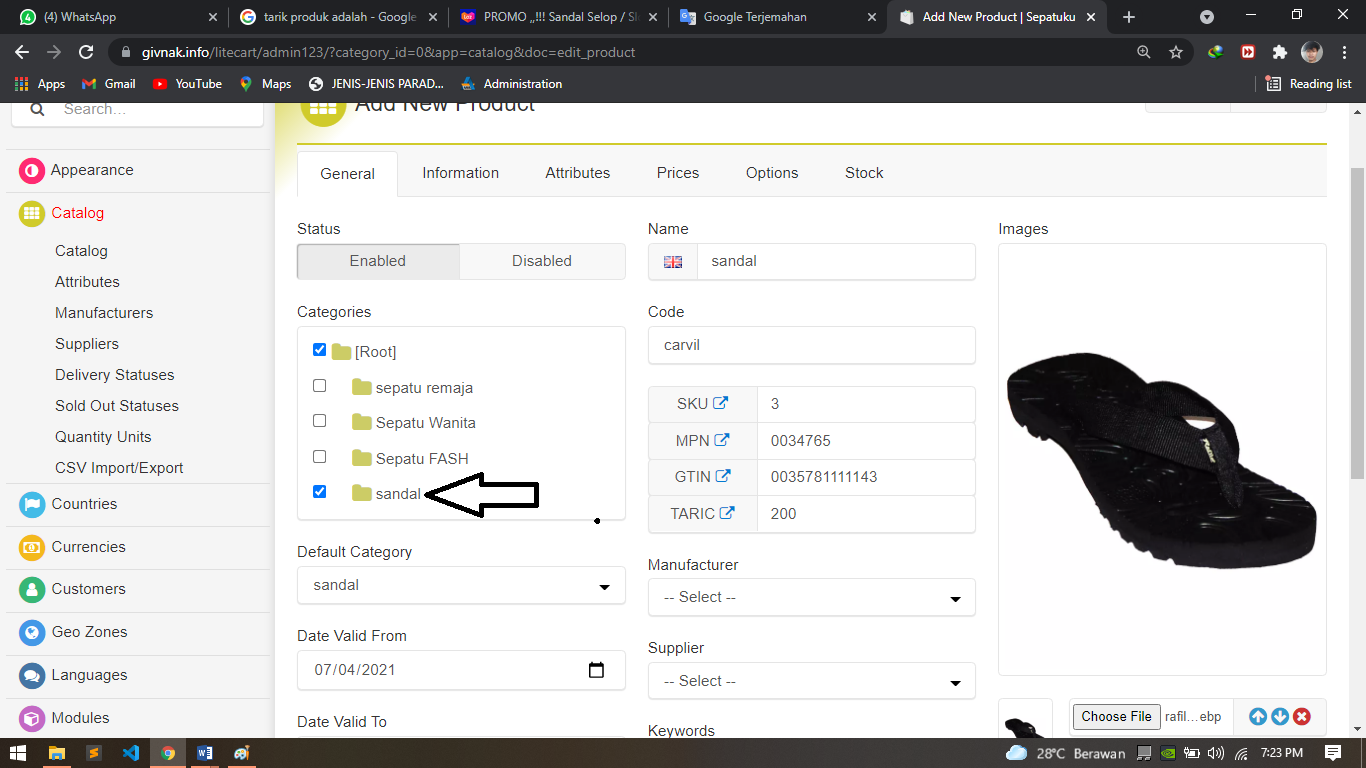 (4) WhatsApp
tarik produk adalah - Google
PROMO ,,!!! Sandal Selop / Sl
Google Terjemahan
Add New Product | Sepatuku
givnak.info/litecart/admin123/?category_id=0&app=catalog&doc=edit_product
Apps
Gmail
YouTube
Maps
JENIS-JENIS PARAD...
Administration
Reading list
Search...
Add New Product
Appearance
Catalog
Catalog
Attributes
Manufacturers
Suppliers
Delivery Statuses
Sold Out Statuses
Quantity Units
CSV Import/Export
Countries
Currencies
Customers
Geo Zones
Languages
Modules
General
Information
Attributes
Prices
Options
Stock
Status
Enabled
Disabled
Categories
[Root]
sepatu remaja
Sepatu Wanita
Sepatu FASH
sandal
Default Category
sandal
Date Valid From
07/04/2021
Date Valid To
Name
sandal
Code
carvil
SKU 3
MPN 0034765
GTIN 0035781111143
TARIC 200
Manufacturer
-- Select --
Supplier
-- Select --
Keywords
Images
Choose File rafil...ebp
28°C Berawan
7:23 PM